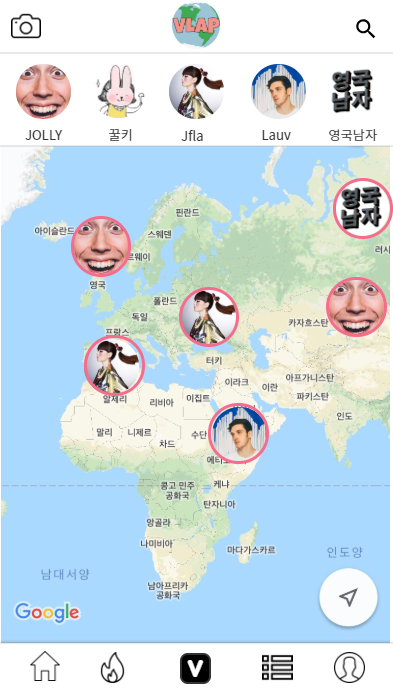 VLAP
JOLLY
꿀키
Jfla
Lauv
영국
남자
영국남자
영국
남자
핀란드
아이슬란드
스웨덴
르웨이
러시
영국
폴란드
독일
카자흐스탄
프랑스
터키
아프가니스탄
이라크
이란
파키스탄
알제리
리비아
이집트
인도
말리
니제르
수단
차드
에티오
콩고 민주
공화국
케냐
탄자니아
앙골라
나미비아
마다가스카르
인도양
남대서양
남아프리카
공화국
Google
V